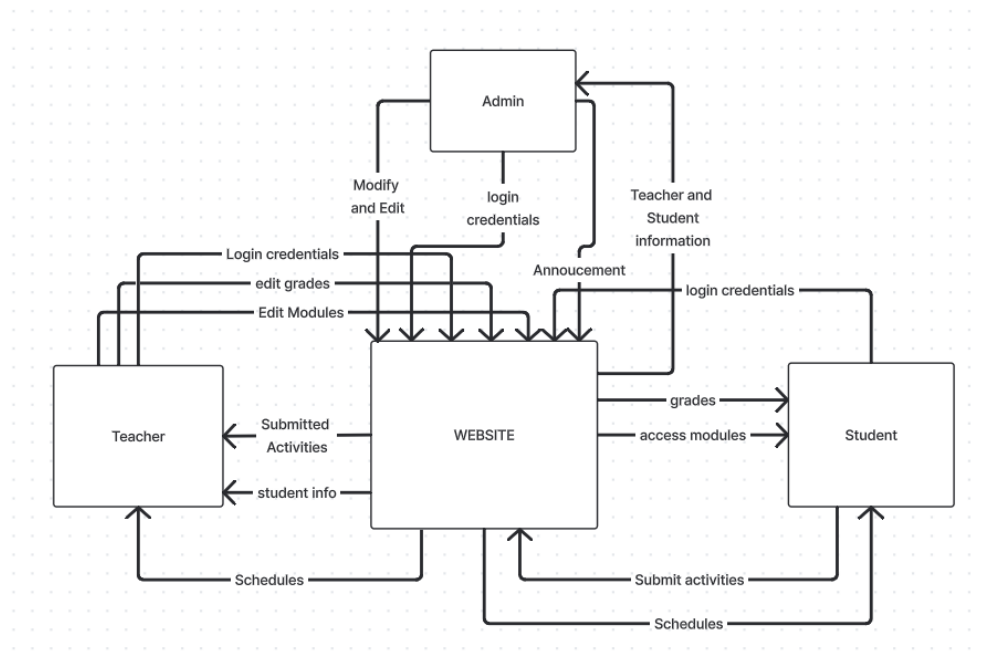 Admin
Modify
and Edit
login
credentials
Teacher and
Student
information
Login credentials
Annoucement
edit grades
login credentials
Edit Modules
Teacher
Submitted
Activities
student info
WEBSITE
grades
access modules
Student
Schedules
Submit activities
Schedules